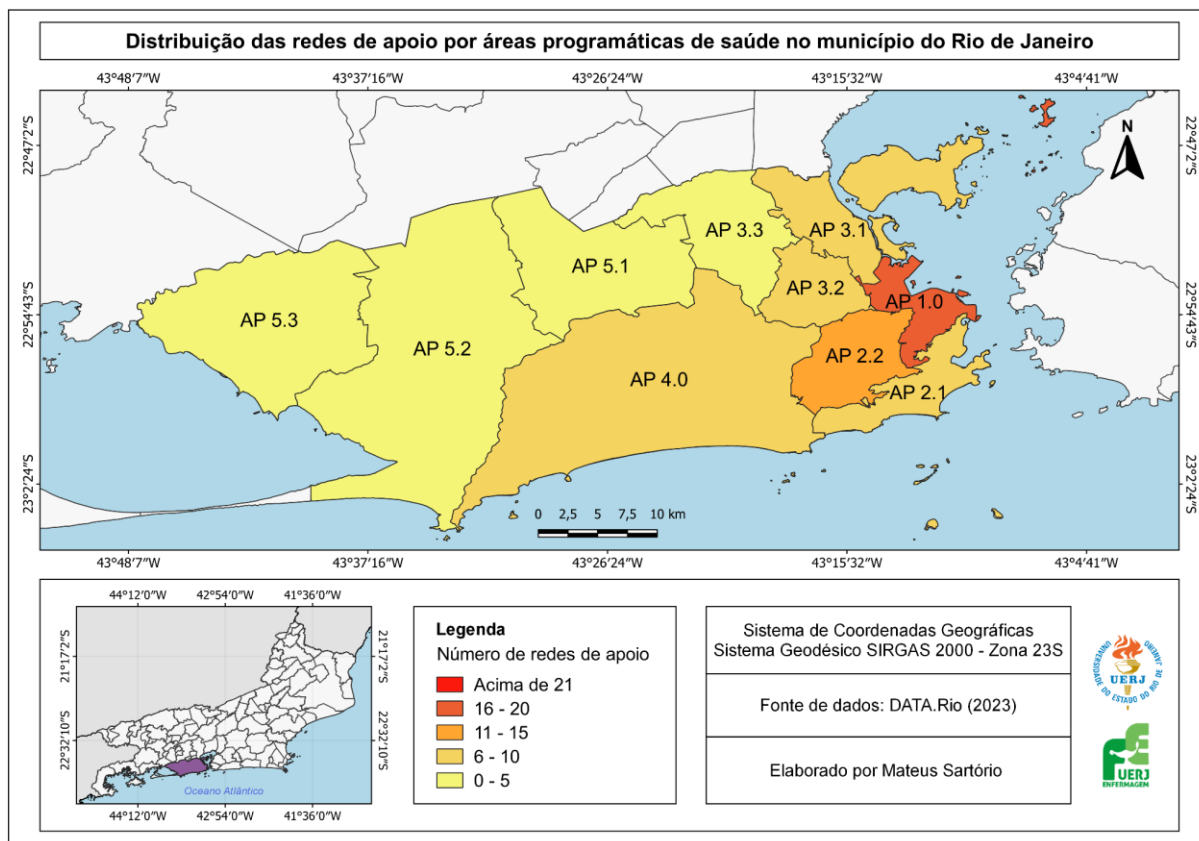 Distribuição das redes de apoio por áreas programáticas de saúde no município do Rio de Janeiro
43°48'7"W 43°37'16"W 43°26'24"W 43°15'32"W 43°4'41"W
22°47'2"S
22°47'2"S
N
AP 3.3
AP 3.1
AP 5.1
AP 3.2
AP 1.0
22°54'43"S
22°54'43"S
AP 5.3
AP 5.2
AP 2.2
AP 4.0
AP 2.1
23°2'24"S
23°2'24"S
0 2,5 5 7,5 10 km
43°48'7"W 43°37'16"W 43°26'24"W 43°15'32"W 43°4'41"W
44°12'0"W 42°54'0"W 41°36'0"W
21°17'2"S
21°17'2"S
22°32'10"S
22°32'10"S
Oceano Atlântico
44°12'0"W 42°54'0"W 41°36'0"W
Legenda
Número de redes de apoio
Acima de 21
16 - 20
11 - 15
6 - 10
0 - 5
Sistema de Coordenadas Geográficas
Sistema Geodésico SIRGAS 2000 - Zona 23S
Fonte de dados: DATA.Rio (2023)
Elaborado por Mateus Sartório
UERJ
UNIVERSIDADE DO ESTADO DO RIO DE JANEIRO
UERJ
ENFERMAGEM